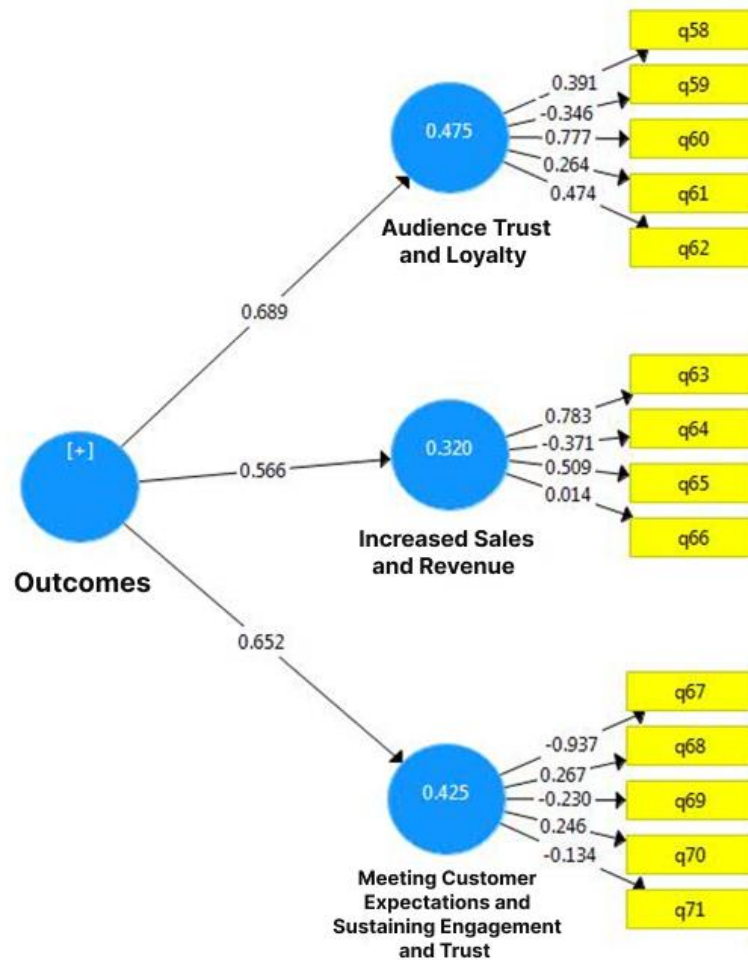 q58
0.391
q59
-0.346
0.475
0.777
q60
0.264
q61
0.474
Audience Trust
and Loyalty
q62
0.689
q63
0.783
q64
-0.371
0.320
0.509
q65
0.014
q66
[+]
0.566
Increased Sales
and Revenue
Outcomes
0.652
q67
-0.937
q68
0.267
0.425
-0.230
q69
0.246
q70
-0.134
q71
Meeting Customer
Expectations and
Sustaining Engagement
and Trust